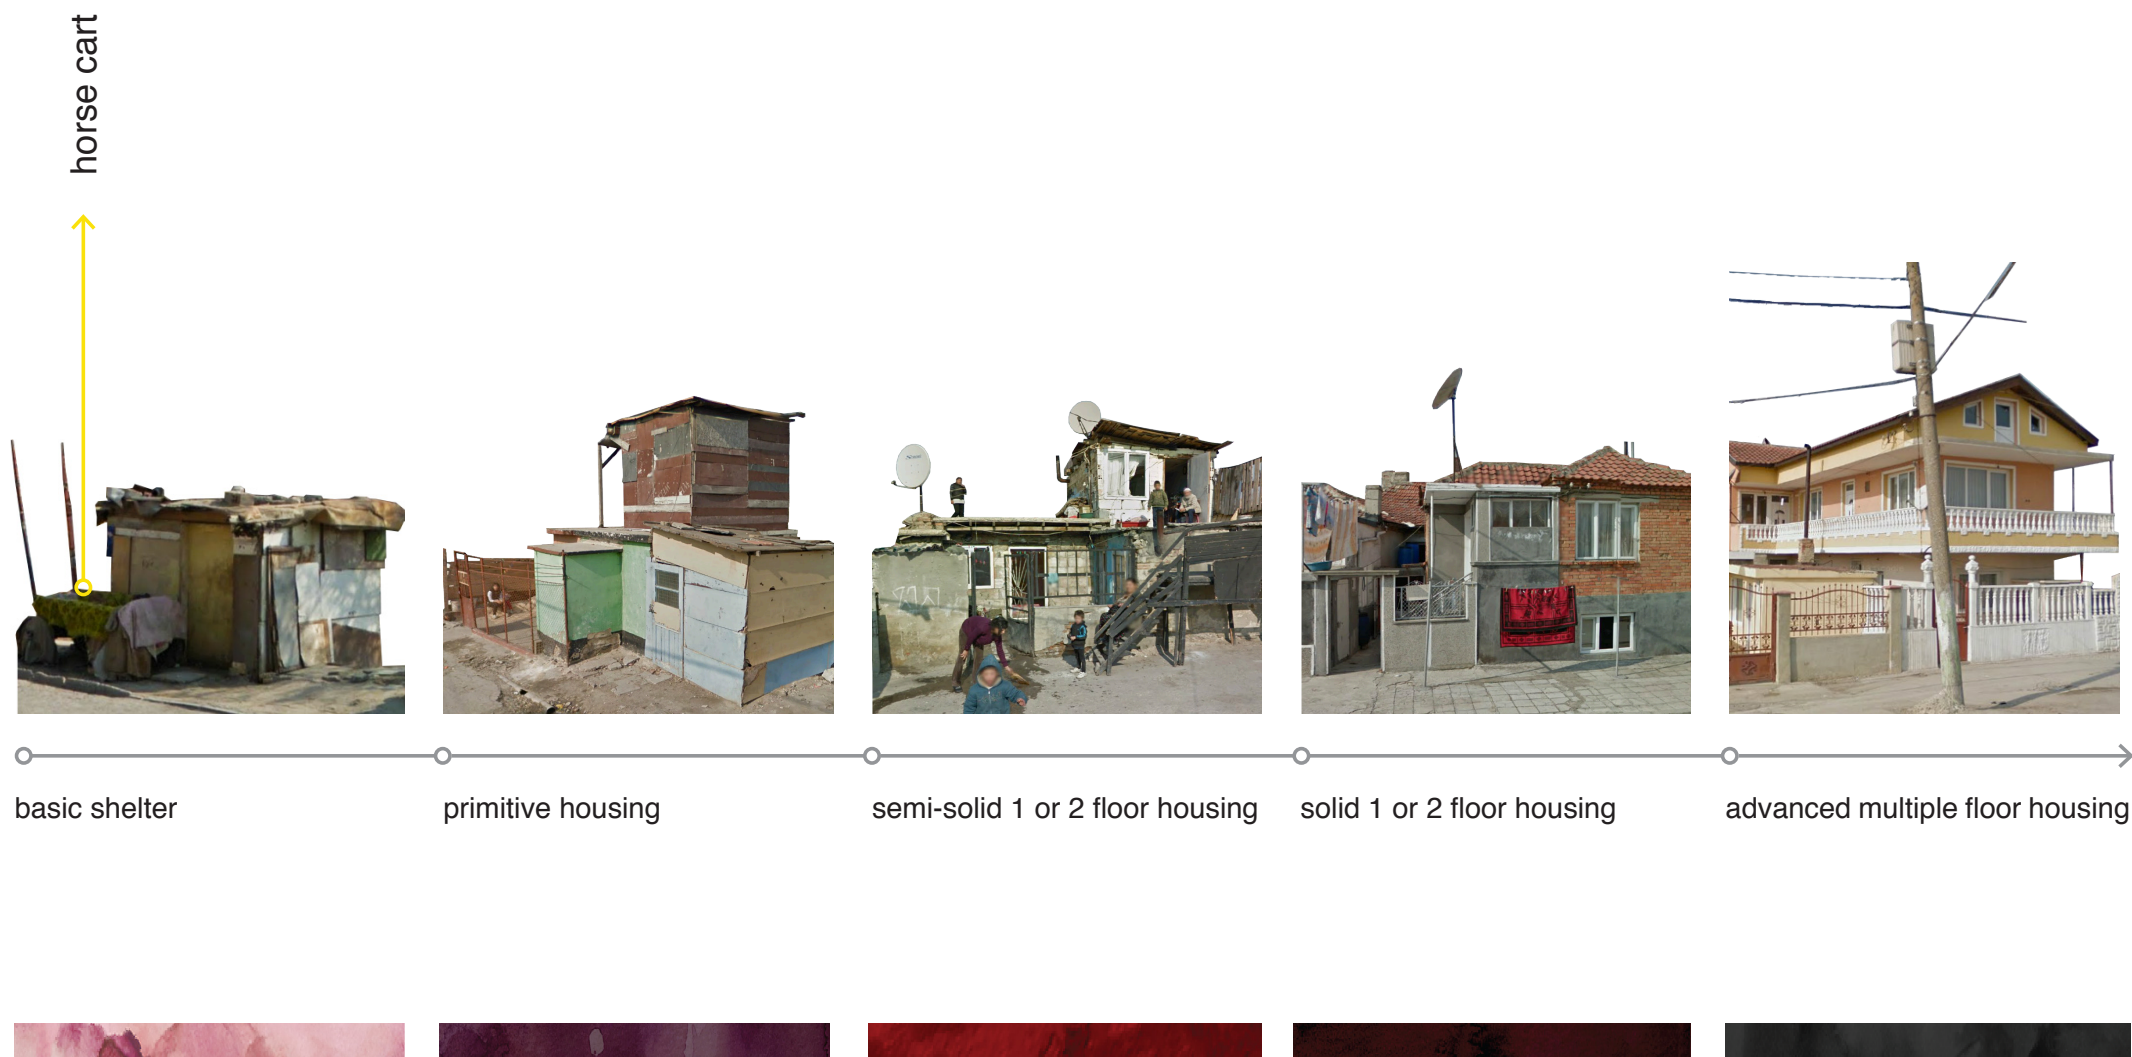 horse cart
basic shelter
primitive housing
semi-solid 1 or 2 floor housing
solid 1 or 2 floor housing
advanced multiple floor housing